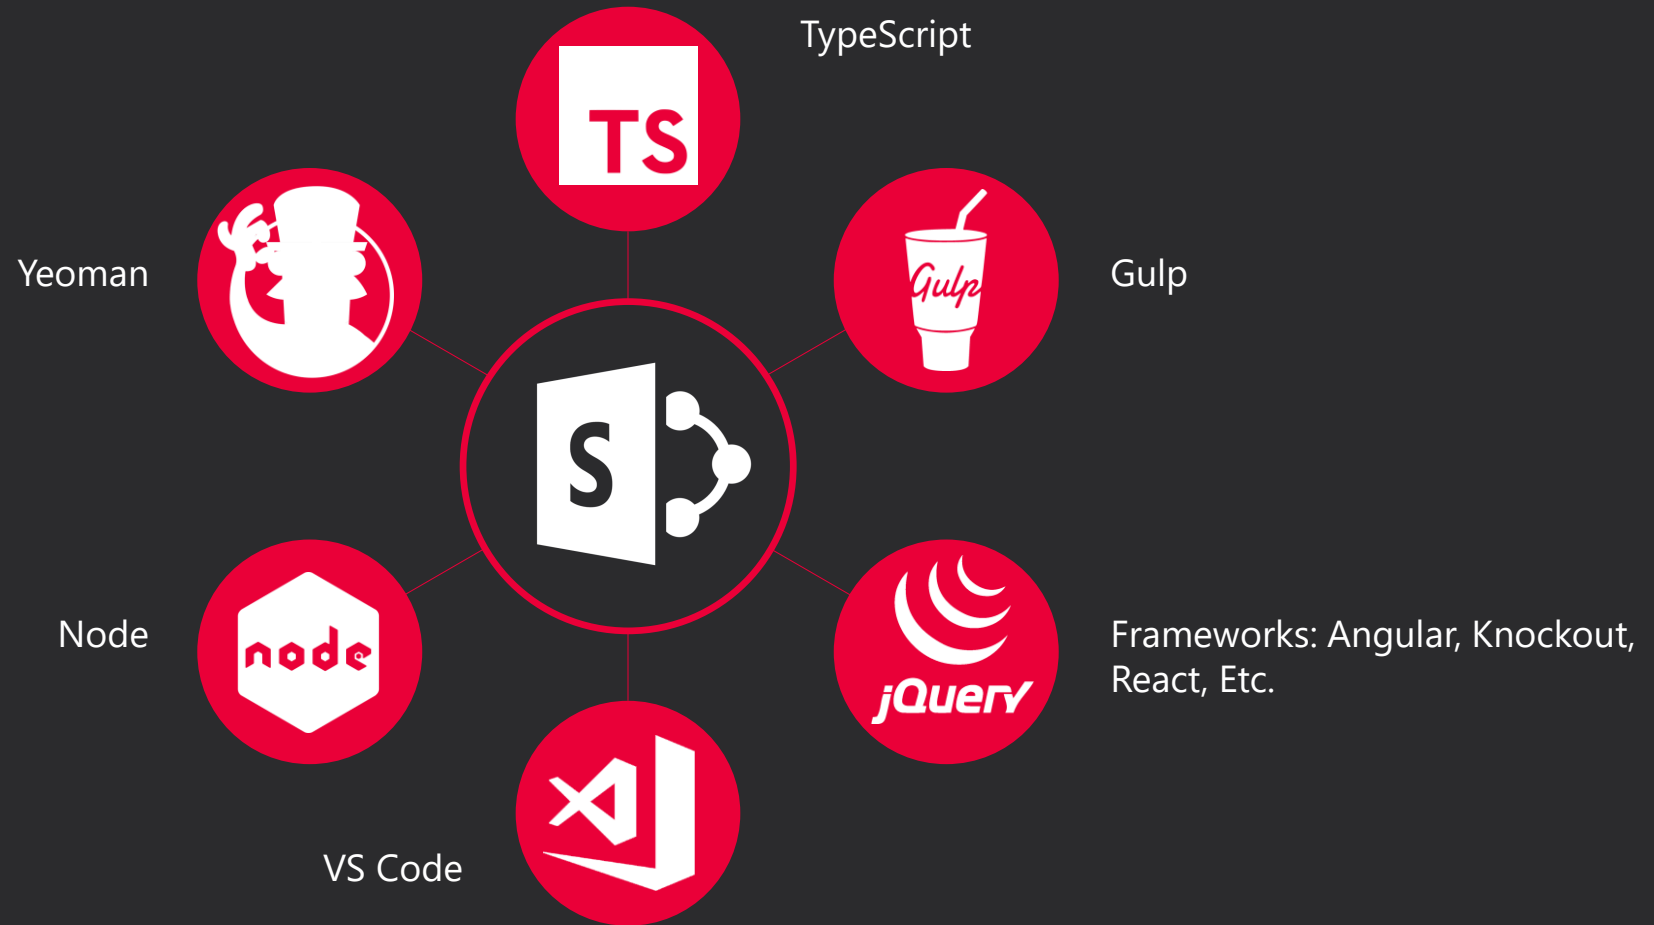 TypeScript
TS
Yeoman
Gulp
Gulp
S
Node
node
jQuery
Frameworks: Angular, Knockout,
React, Etc.
VS Code